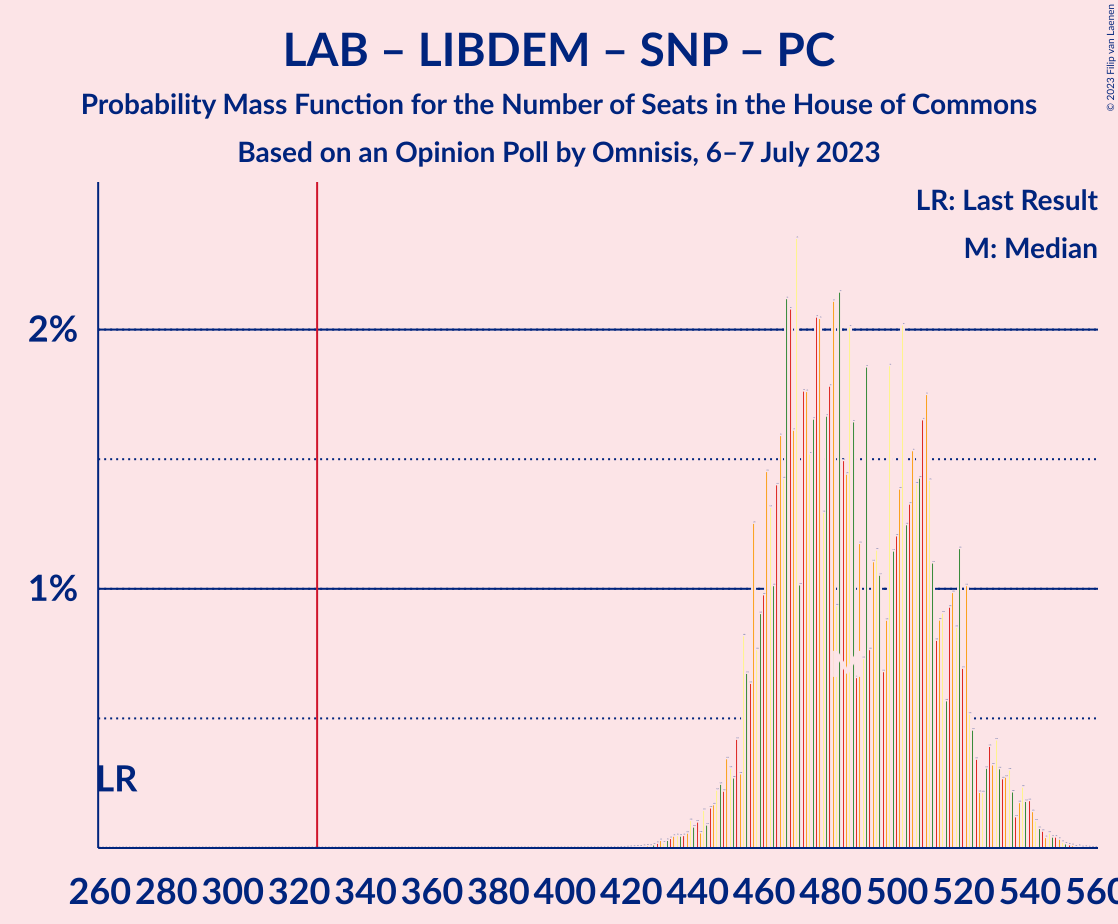 LAB – LIBDEM – SNP – PC
Probability Mass Function for the Number of Seats in the House of Commons
Based on an Opinion Poll by Omnisis, 6–7 July 2023
© 2023 Filip van Laenen
LR: Last Result
M: Median
2%
1%
LR
260 280 300 320 340 360 380 400 420 440 460 480 500 520 540 560